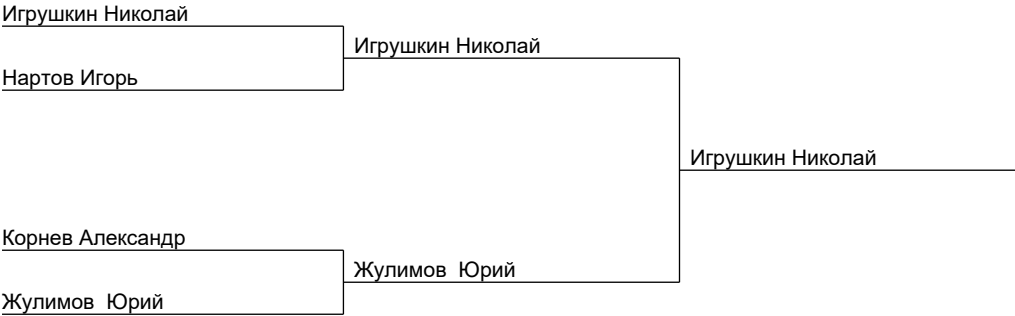 Игрушкин Николай
Игрушкин Николай
Нартов Игорь
Игрушкин Николай
Корнев Александр
Жулимов  Юрий
Жулимов  Юрий